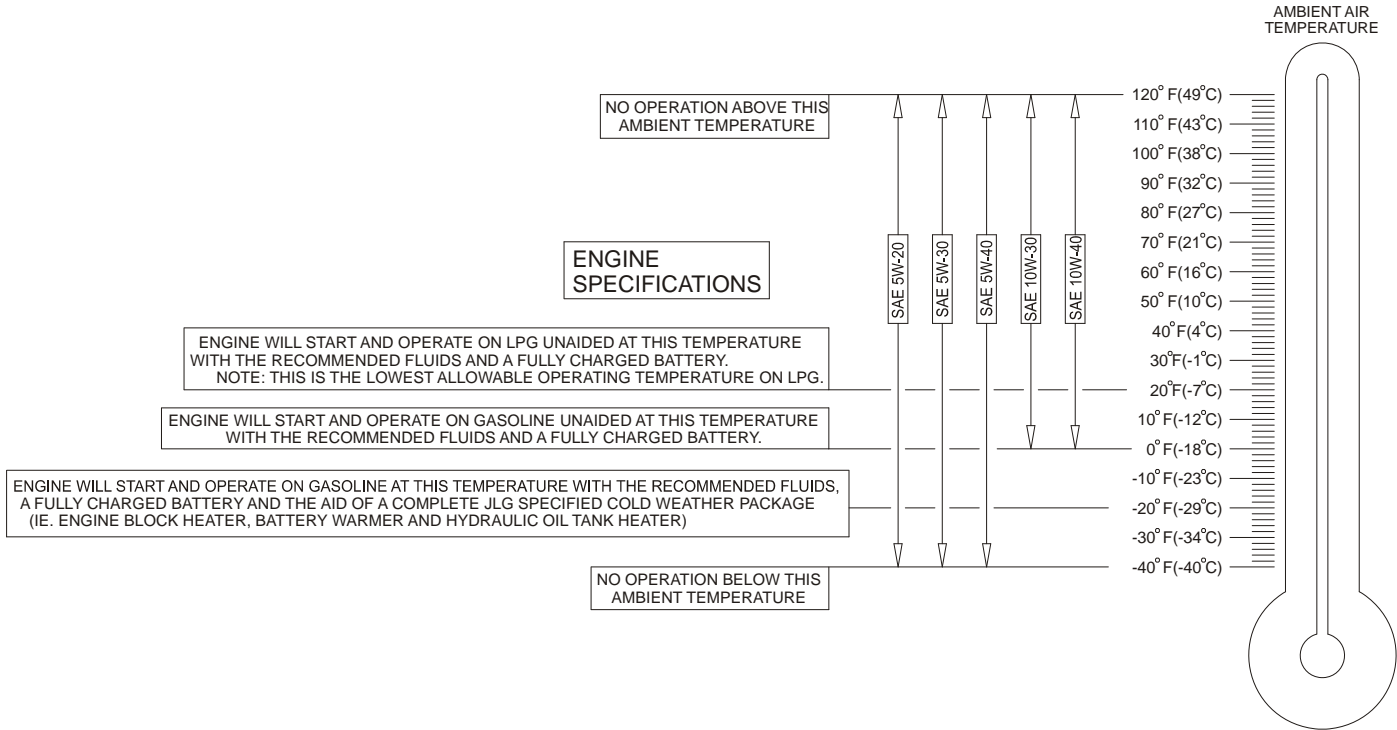 AMBIENT AIR
TEMPERATURE
NO OPERATION ABOVE THIS
AMBIENT TEMPERATURE
120° F(49°C)
110° F(43°C)
100° F(38°C)
90° F(32°C)
80° F(27°C)
70° F(21°C)
60° F(16°C)
50° F(10°C)
40°F(4°C)
30°F(-1°C)
20°F(-7°C)
10° F(-12°C)
0° F(-18°C)
-10° F(-23°C)
-20° F(-29°C)
-30° F(-34°C)
-40° F(-40°C)
ENGINE
SPECIFICATIONS
SAE 5W-20
SAE 5W-30
SAE 5W-40
SAE 10W-30
SAE 10W-40
ENGINE WILL START AND OPERATE ON LPG UNAIDED AT THIS TEMPERATURE
WITH THE RECOMMENDED FLUIDS AND A FULLY CHARGED BATTERY.
NOTE: THIS IS THE LOWEST ALLOWABLE OPERATING TEMPERATURE ON LPG.
ENGINE WILL START AND OPERATE ON GASOLINE UNAIDED AT THIS TEMPERATURE
WITH THE RECOMMENDED FLUIDS AND A FULLY CHARGED BATTERY.
ENGINE WILL START AND OPERATE ON GASOLINE AT THIS TEMPERATURE WITH THE RECOMMENDED FLUIDS,
A FULLY CHARGED BATTERY AND THE AID OF A COMPLETE JLG SPECIFIED COLD WEATHER PACKAGE
(IE. ENGINE BLOCK HEATER, BATTERY WARMER AND HYDRAULIC OIL TANK HEATER)
NO OPERATION BELOW THIS
AMBIENT TEMPERATURE